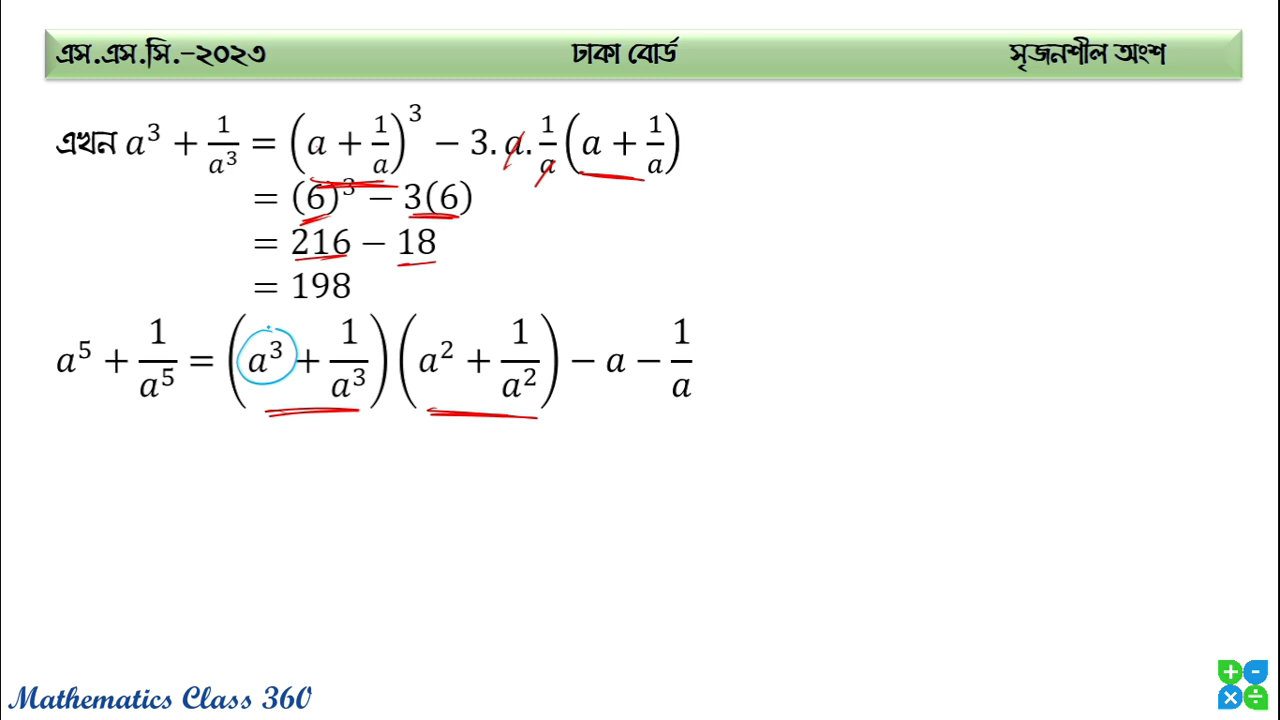 এস.এস.সি.-২০২৩ ঢাকা বোর্ড সৃজনশীল অংশ
এখন a³ + 1/a³ = (a + 1/a)³ − 3. a. 1/a (a + 1/a)
= (6)³ − 3(6)
= 216 − 18
= 198
a⁵ + 1/a⁵ = (a³ + 1/a³) (a² + 1/a²) − a − 1/a
Mathematics Class 360
+ -
× ÷